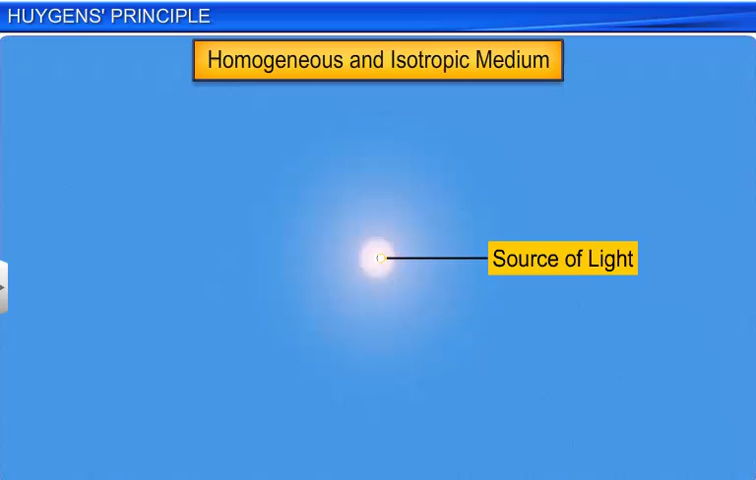 HUYGENS' PRINCIPLE
Homogeneous and Isotropic Medium
Source of Light